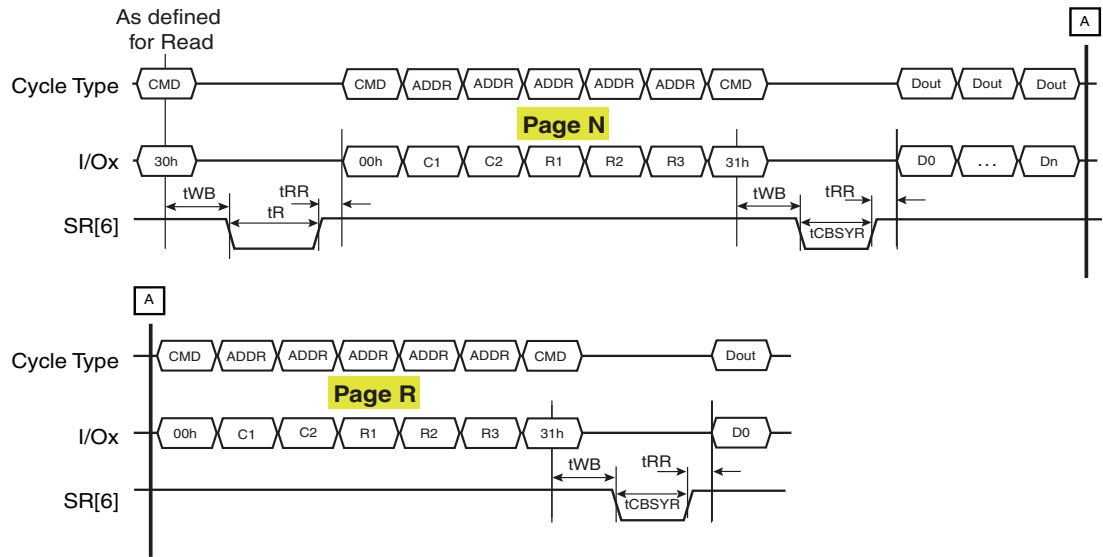 As defined
for Read
A
Cycle Type CMD CMD ADDR ADDR ADDR ADDR ADDR CMD Dout Dout Dout
Page N
I/Ox 30h 00h C1 C2 R1 R2 R3 31h D0 ... Dn
tWB tRR tWB tRR
SR[6] tR tCBSYR
A
Cycle Type CMD ADDR ADDR ADDR ADDR ADDR CMD Dout
Page R
I/Ox 00h C1 C2 R1 R2 R3 31h D0
tWB tRR
SR[6] tCBSYR